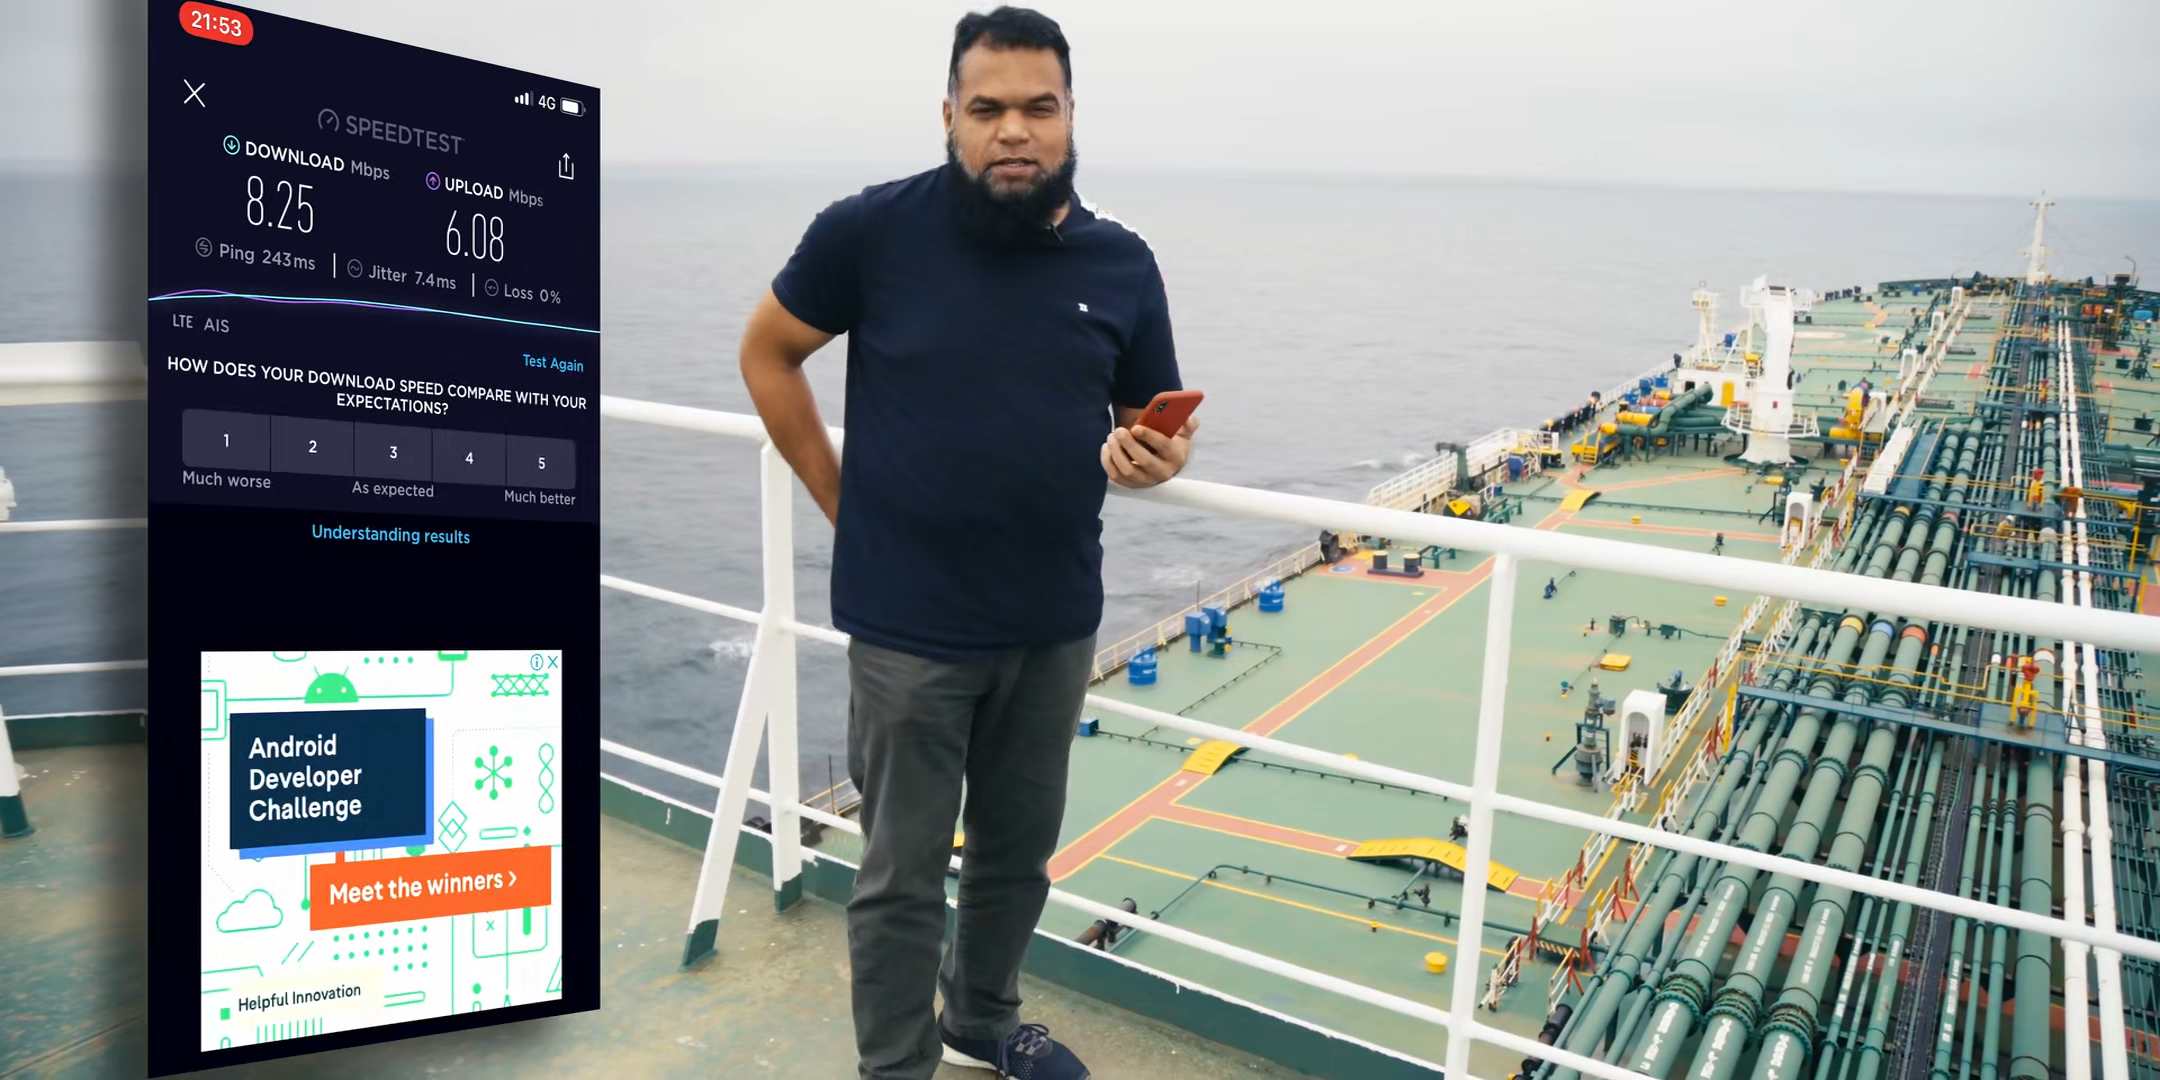 21:53
4G
SPEEDTEST
DOWNLOAD Mbps
8.25
UPLOAD Mbps
6.08
Ping 243ms
Jitter 7.4ms
Loss 0%
LTE AIS
Test Again
HOW DOES YOUR DOWNLOAD SPEED COMPARE WITH YOUR
EXPECTATIONS?
1 2 3 4 5
Much worse As expected Much better
Understanding results
Android
Developer
Challenge
Meet the winners >
Helpful Innovation